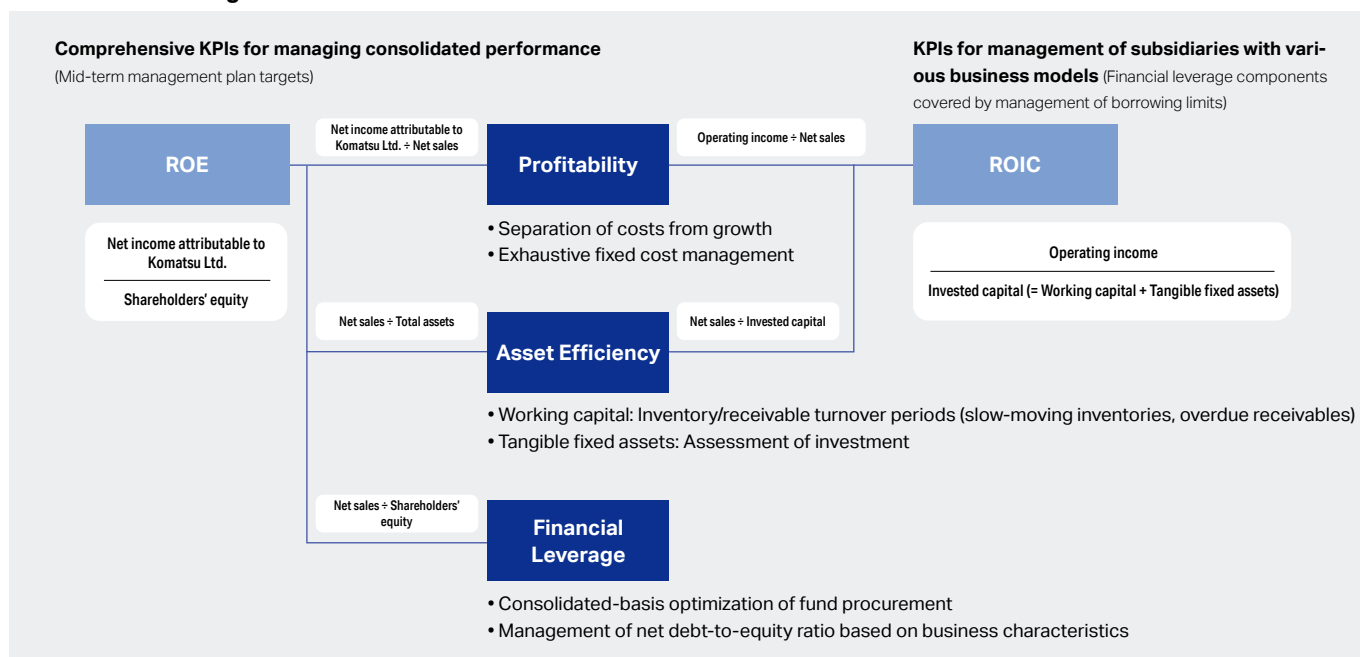 Comprehensive KPIs for managing consolidated performance
(Mid-term management plan targets)
KPIs for management of subsidiaries with vari-
ous business models (Financial leverage components
covered by management of borrowing limits)
ROE
Net income attributable to
Komatsu Ltd. ÷ Net sales
Profitability
Operating income ÷ Net sales
ROIC
Net income attributable to
Komatsu Ltd.
Shareholders' equity
• Separation of costs from growth
• Exhaustive fixed cost management
Operating income
Invested capital (= Working capital + Tangible fixed assets)
Net sales ÷ Total assets
Asset Efficiency
Net sales ÷ Invested capital
• Working capital: Inventory/receivable turnover periods (slow-moving inventories, overdue receivables)
• Tangible fixed assets: Assessment of investment
Net sales ÷ Shareholders'
equity
Financial
Leverage
• Consolidated-basis optimization of fund procurement
• Management of net debt-to-equity ratio based on business characteristics